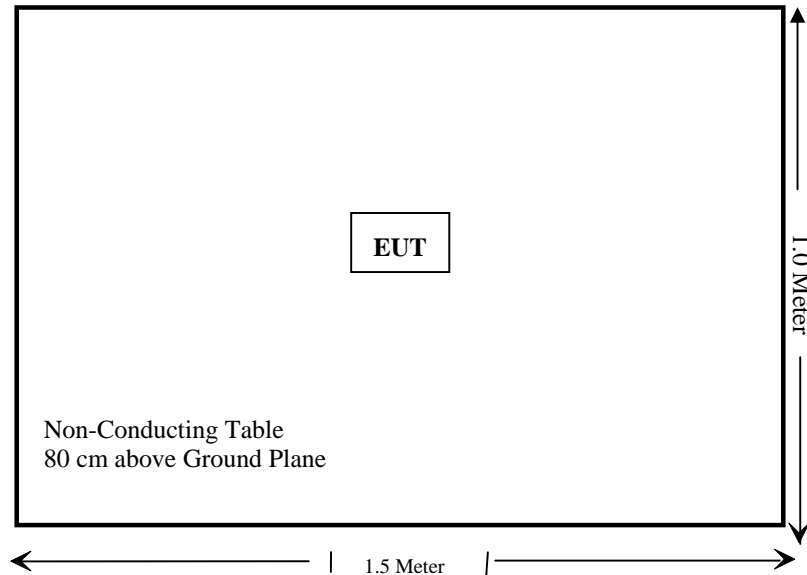 EUT
1.0 Meter
Non-Conducting Table
80 cm above Ground Plane
1.5 Meter